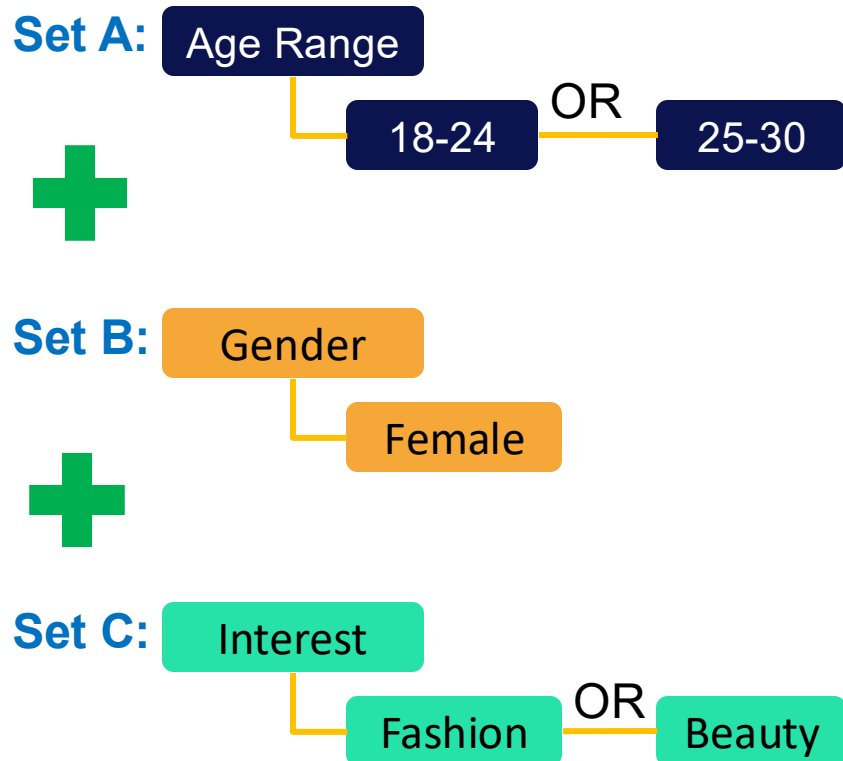 Set A: Age Range
18-24 OR 25-30
Set B: Gender
Female
Set C: Interest
Fashion OR Beauty